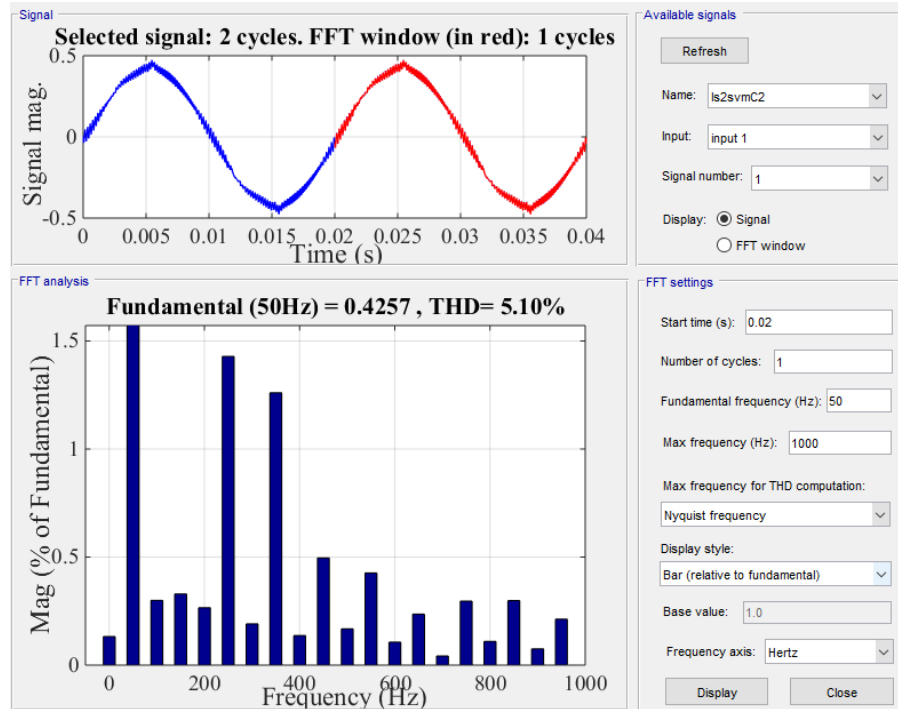 Signal
Selected signal: 2 cycles. FFT window (in red): 1 cycles
0.5
0
-0.5
Signal mag.
0 0.005 0.01 0.015 0.02 0.025 0.03 0.035 0.04
Time (s)
FFT analysis
Fundamental (50Hz) = 0.4257 , THD= 5.10%
1.5
1
0.5
0
Mag (% of Fundamental)
0 200 400 600 800 1000
Frequency (Hz)
Available signals
Refresh
Name: Is2svmC2
Input: input 1
Signal number: 1
Display: Signal
FFT window
FFT settings
Start time (s): 0.02
Number of cycles: 1
Fundamental frequency (Hz): 50
Max frequency (Hz): 1000
Max frequency for THD computation:
Nyquist frequency
Display style:
Bar (relative to fundamental)
Base value: 1.0
Frequency axis: Hertz
Display Close